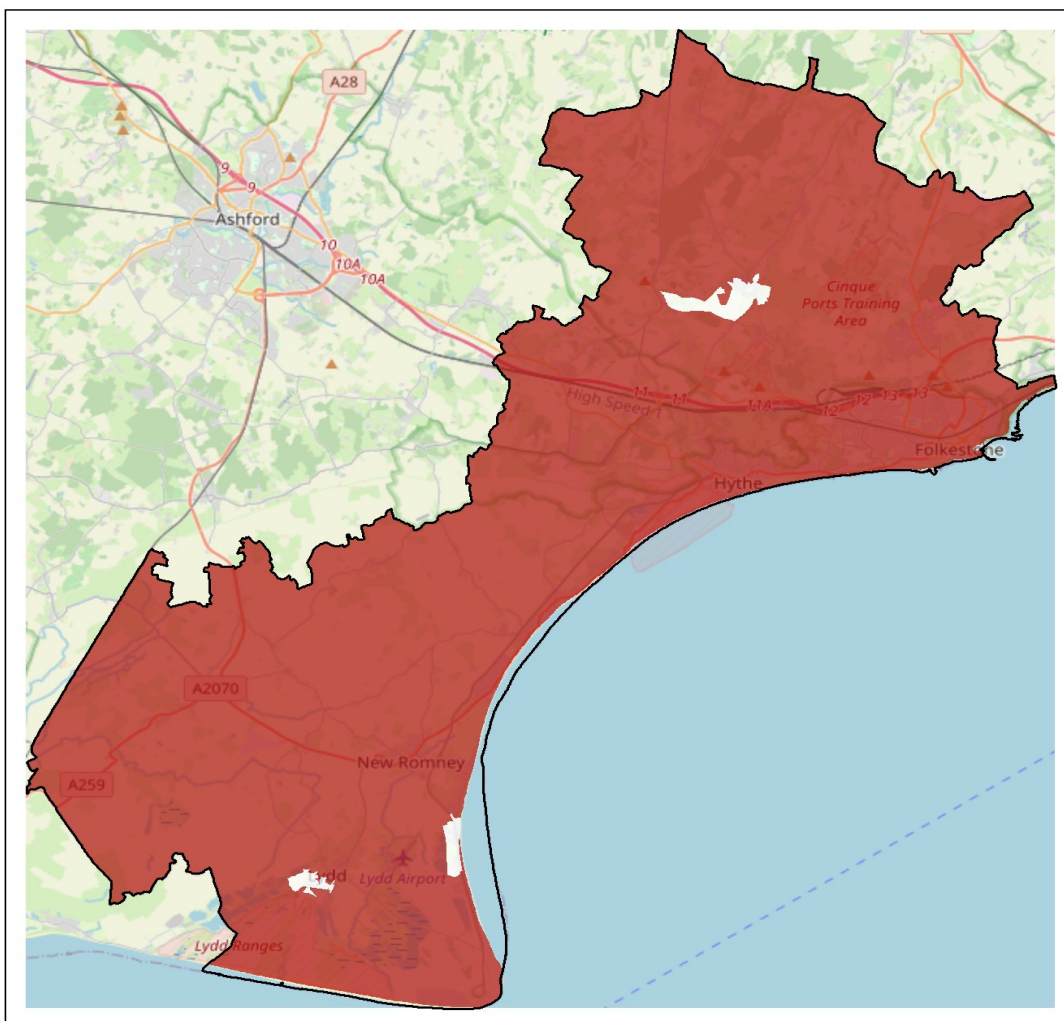 A28
9
9
Ashford
10
10A
10A
Cinque
Ports Training
Area
High Speed 1
11
11
11A
12
12
13
13
Folkestone
Hythe
A2070
New Romney
A259
Lydd
Lydd Airport
Lydd Ranges